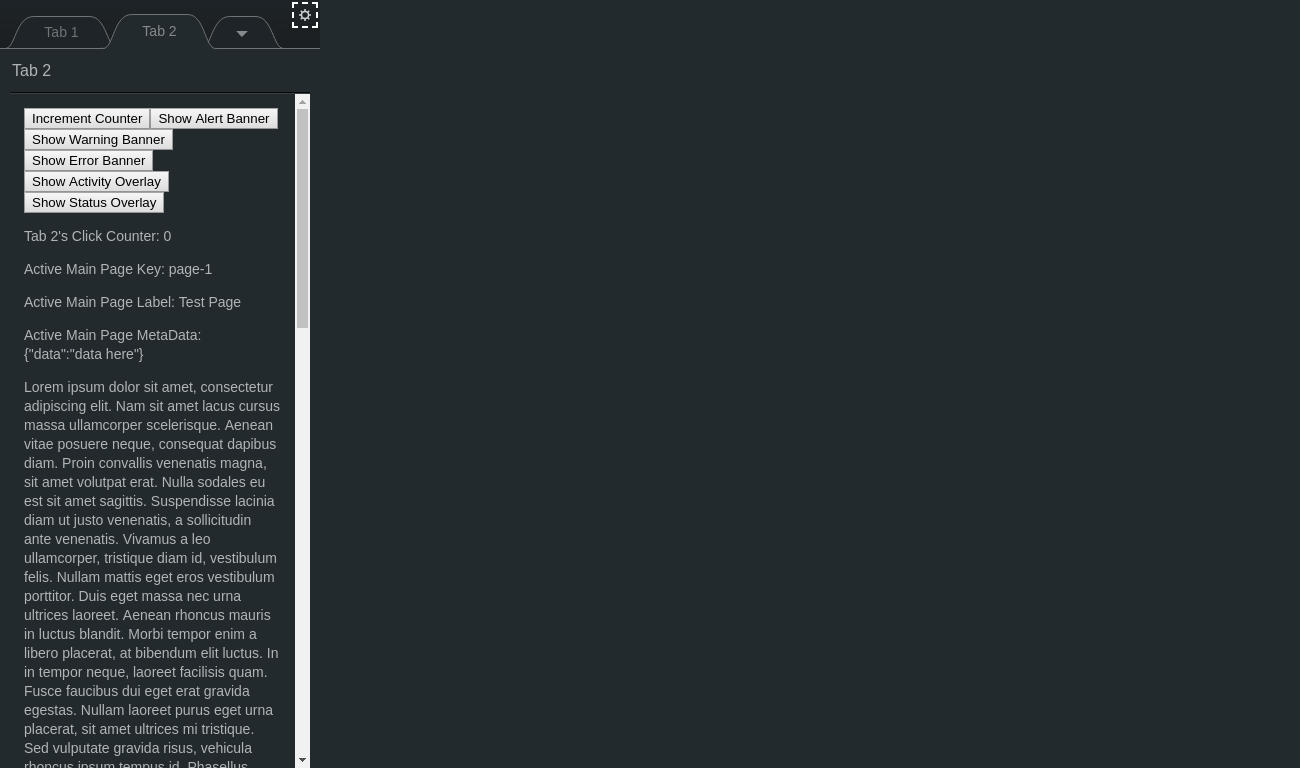 Tab 1
Tab 2
Tab 2
Increment Counter Show Alert Banner
Show Warning Banner
Show Error Banner
Show Activity Overlay
Show Status Overlay
Tab 2's Click Counter: 0
Active Main Page Key: page-1
Active Main Page Label: Test Page
Active Main Page MetaData:
{"data":"data here"}
Lorem ipsum dolor sit amet, consectetur
adipiscing elit. Nam sit amet lacus cursus
massa ullamcorper scelerisque. Aenean
vitae posuere neque, consequat dapibus
diam. Proin convallis venenatis magna,
sit amet volutpat erat. Nulla sodales eu
est sit amet sagittis. Suspendisse lacinia
diam ut justo venenatis, a sollicitudin
ante venenatis. Vivamus a leo
ullamcorper, tristique diam id, vestibulum
felis. Nullam mattis eget eros vestibulum
porttitor. Duis eget massa nec urna
ultrices laoreet. Aenean rhoncus mauris
in luctus blandit. Morbi tempor enim a
libero placerat, at bibendum elit luctus. In
in tempor neque, laoreet facilisis quam.
Fusce faucibus dui eget erat gravida
egestas. Nullam laoreet purus eget urna
placerat, sit amet ultrices mi tristique.
Sed vulputate gravida risus, vehicula
rhoncus ipsum tempus id. Phasellus